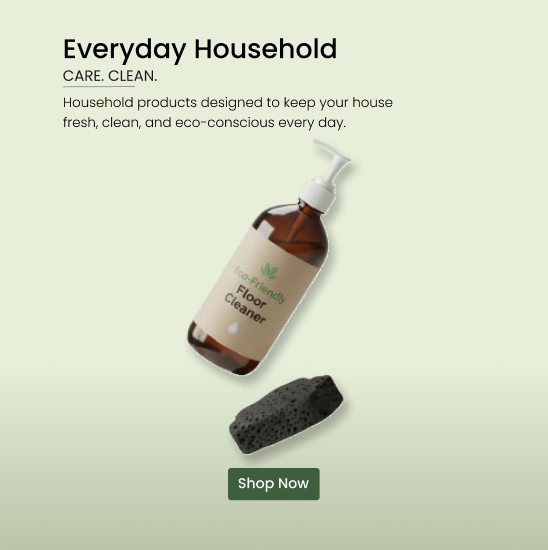 Everyday Household
CARE. CLEAN.
Household products designed to keep your house
fresh, clean, and eco-conscious every day.
Eco-Friendly
Floor
Cleaner
Shop Now